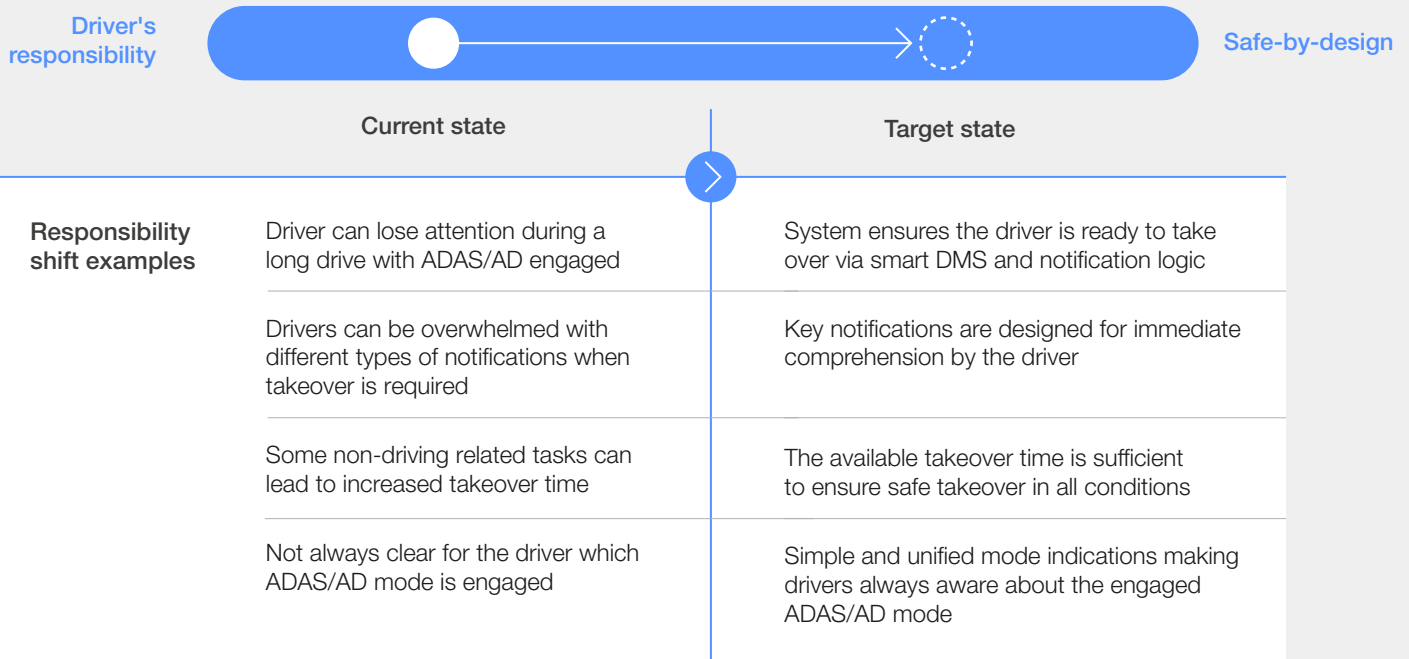 Driver's
responsibility
Safe-by-design
Current state
Target state
Responsibility
shift examples
Driver can lose attention during a
long drive with ADAS/AD engaged
System ensures the driver is ready to take
over via smart DMS and notification logic
Drivers can be overwhelmed with
different types of notifications when
takeover is required
Key notifications are designed for immediate
comprehension by the driver
Some non-driving related tasks can
lead to increased takeover time
The available takeover time is sufficient
to ensure safe takeover in all conditions
Not always clear for the driver which
ADAS/AD mode is engaged
Simple and unified mode indications making
drivers always aware about the engaged
ADAS/AD mode